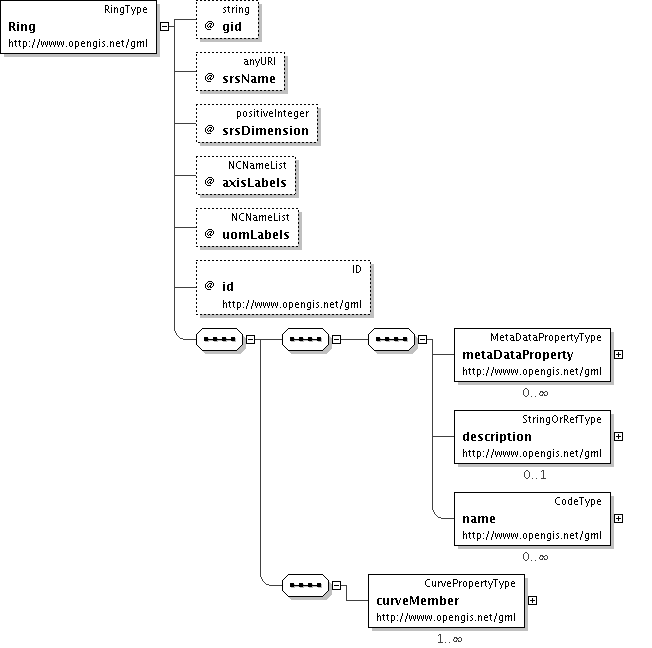 RingType
Ring
http://www.opengis.net/gml
string
@ gid
anyURI
@ srsName
positiveInteger
@ srsDimension
NCNameList
@ axisLabels
NCNameList
@ uomLabels
ID
@ id
http://www.opengis.net/gml
MetaDataPropertyType
metaDataProperty
http://www.opengis.net/gml
0..∞
StringOrRefType
description
http://www.opengis.net/gml
0..1
CodeType
name
http://www.opengis.net/gml
0..∞
CurvePropertyType
curveMember
http://www.opengis.net/gml
1..∞